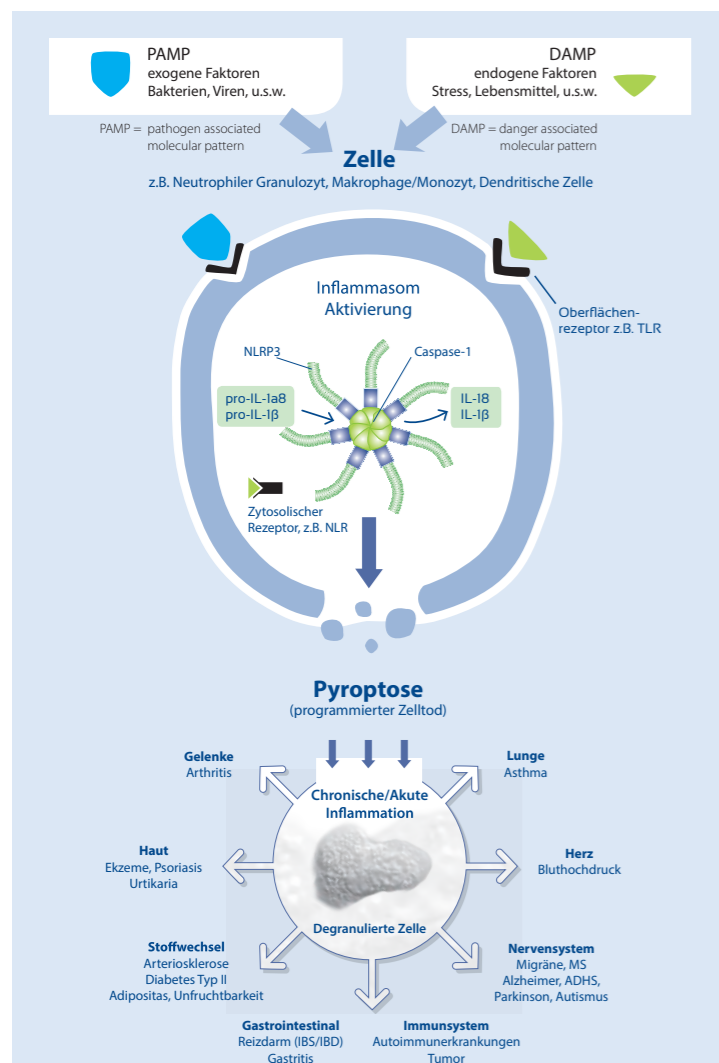 PAMP
exogene Faktoren
Bakterien, Viren, u.s.w.
DAMP
endogene Faktoren
Stress, Lebensmittel, u.s.w.
PAMP = pathogen associated
molecular pattern
DAMP = danger associated
molecular pattern
Zelle
z.B. Neutrophiler Granulozyt, Makrophage/Monozyt, Dendritische Zelle
Inflammasom
Aktivierung
Oberflächen-
rezeptor z.B. TLR
NLRP3
Caspase-1
pro-IL-1a8
pro-IL-1β
IL-18
IL-1β
Zytosolischer
Rezeptor, z.B. NLR
Pyroptose
(programmierter Zelltod)
Gelenke
Arthritis
Lunge
Asthma
Chronische/Akute
Inflammation
Haut
Ekzeme, Psoriasis
Urtikaria
Herz
Bluthochdruck
Degranulierte Zelle
Stoffwechsel
Arteriosklerose
Diabetes Typ II
Adipositas, Unfruchtbarkeit
Nervensystem
Migräne, MS
Alzheimer, ADHS,
Parkinson, Autismus
Gastrointestinal
Reizdarm (IBS/IBD)
Gastritis
Immunsystem
Autoimmunerkrankungen
Tumor